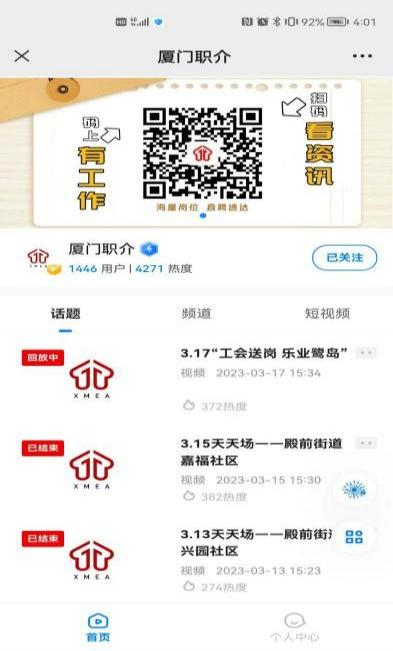 HD 92% 4:01
厦门职介
码上有工作
扫码看资讯
海量岗位 直聘速达
厦门职介
XMEA
1446 用户 | 4271 热度
已关注
话题 频道 短视频
回放中
XMEA
3.17“工会送岗 乐业鹭岛”
视频 2023-03-17 15:34
372热度
已结束
XMEA
3.15天天场——殿前街道
嘉福社区
视频 2023-03-15 15:30
382热度
已结束
XMEA
3.13天天场——殿前街
兴园社区
视频 2023-03-13 15:23
274热度
首页 个人中心